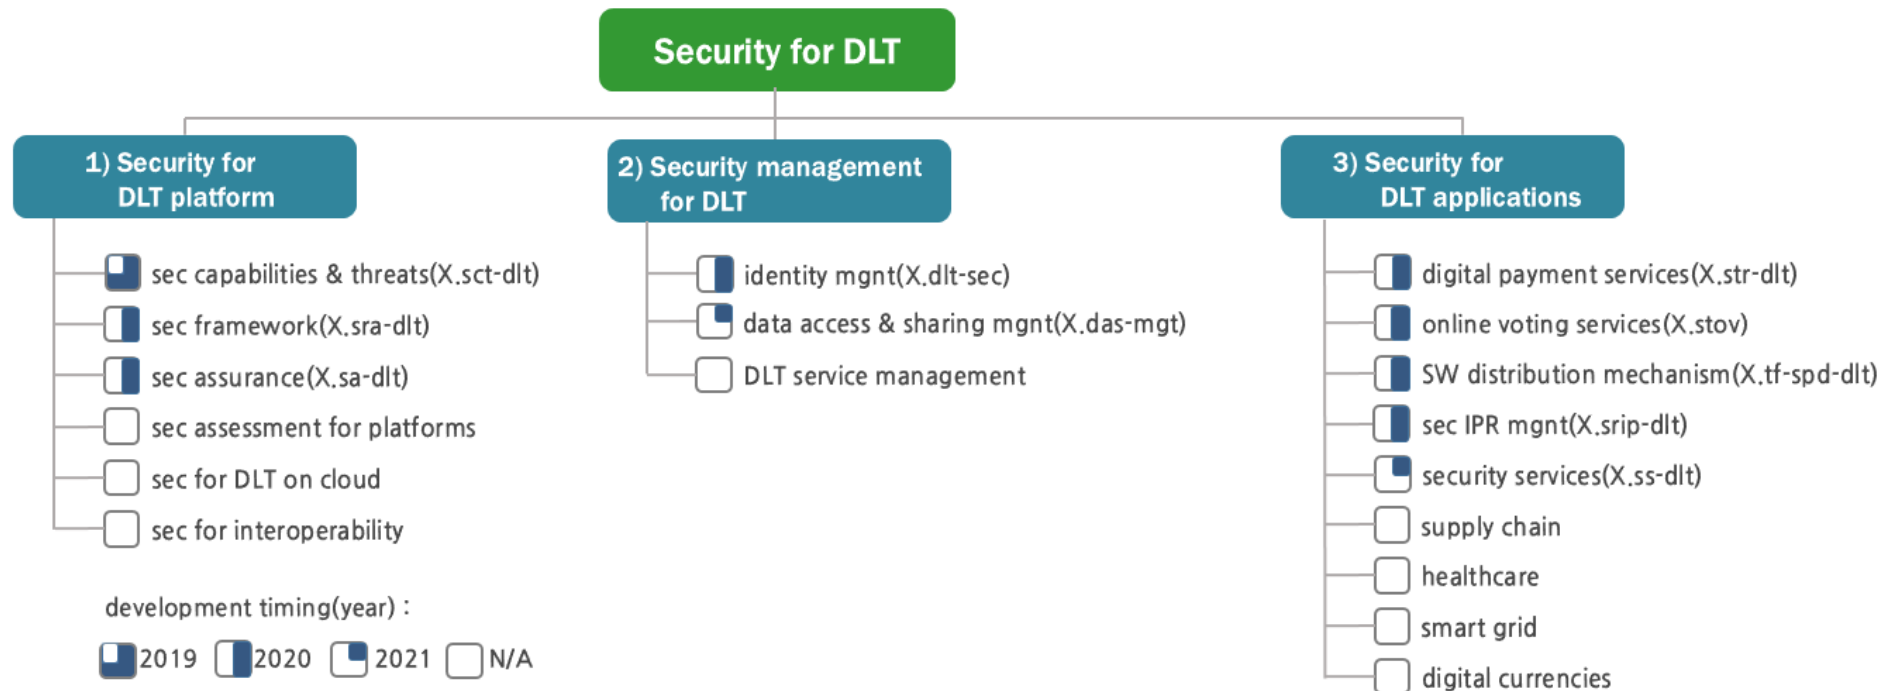 Security for DLT
1) Security for
DLT platform
sec capabilities & threats(X.sct-dlt)
sec framework(X.sra-dlt)
sec assurance(X.sa-dlt)
sec assessment for platforms
sec for DLT on cloud
sec for interoperability
2) Security management
for DLT
identity mgnt(X.dlt-sec)
data access & sharing mgnt(X.das-mgt)
DLT service management
3) Security for
DLT applications
digital payment services(X.str-dlt)
online voting services(X.stov)
SW distribution mechanism(X.tf-spd-dlt)
sec IPR mgnt(X.srip-dlt)
security services(X.ss-dlt)
supply chain
healthcare
smart grid
digital currencies
development timing(year) :
2019 2020 2021 N/A